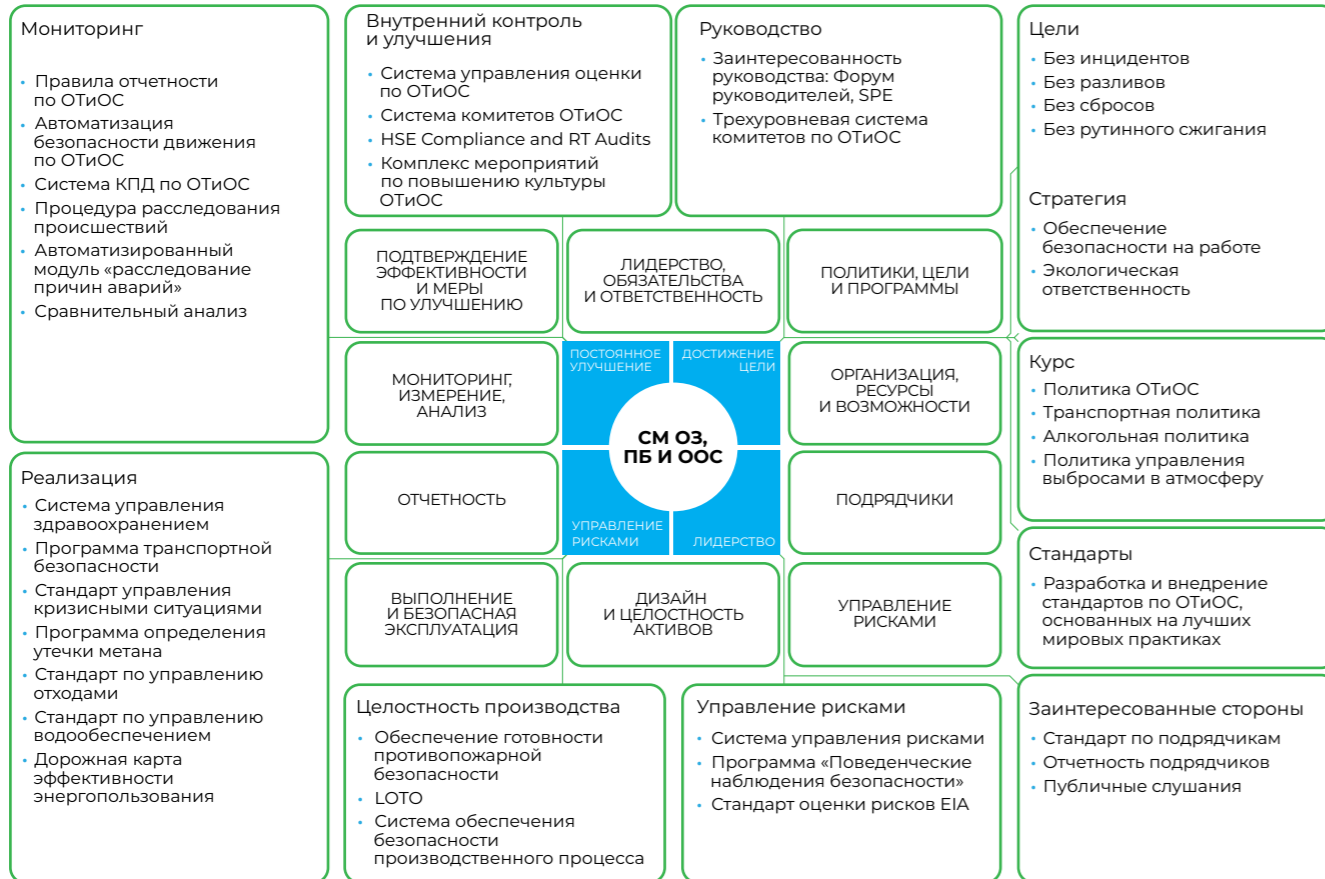 Мониторинг
• Правила отчетности
по ОТиОС
• Автоматизация
безопасности движения
по ОТиОС
• Система КПД по ОТиОС
• Процедура расследования
происшествий
• Автоматизированный
модуль «расследование
причин аварий»
• Сравнительный анализ
Внутренний контроль
и улучшения
• Система управления оценки
по ОТиОС
• Система комитетов ОТиОС
• HSE Compliance and RT Audits
• Комплекс мероприятий
по повышению культуры
ОТиОС
Руководство
• Заинтересованность
руководства: Форум
руководителей, SPE
• Трехуровневая система
комитетов по ОТиОС
Цели
• Без инцидентов
• Без разливов
• Без сбросов
• Без рутинного сжигания
Стратегия
• Обеспечение
безопасности на работе
• Экологическая
ответственность
ПОДТВЕРЖДЕНИЕ
ЭФФЕКТИВНОСТИ
И МЕРЫ
ПО УЛУЧШЕНИЮ
ЛИДЕРСТВО,
ОБЯЗАТЕЛЬСТВА
И ОТВЕТСТВЕННОСТЬ
ПОЛИТИКИ, ЦЕЛИ
И ПРОГРАММЫ
МОНИТОРИНГ,
ИЗМЕРЕНИЕ,
АНАЛИЗ
ПОСТОЯННОЕ
УЛУЧШЕНИЕ
ДОСТИЖЕНИЕ
ЦЕЛИ
СМ ОЗ,
ПБ И ООС
УПРАВЛЕНИЕ
РИСКАМИ
ЛИДЕРСТВО
ОРГАНИЗАЦИЯ,
РЕСУРСЫ
И ВОЗМОЖНОСТИ
Курс
• Политика ОТиОС
• Транспортная политика
• Алкогольная политика
• Политика управления
выбросами в атмосферу
Реализация
• Система управления
здравоохранением
• Программа транспортной
безопасности
• Стандарт управления
кризисными ситуациями
• Программа определения
утечки метана
• Стандарт по управлению
отходами
• Стандарт по управлению
водообеспечением
• Дорожная карта
эффективности
энергопользования
ОТЧЕТНОСТЬ
ПОДРЯДЧИКИ
ВЫПОЛНЕНИЕ
И БЕЗОПАСНАЯ
ЭКСПЛУАТАЦИЯ
ДИЗАЙН
И ЦЕЛОСТНОСТЬ
АКТИВОВ
УПРАВЛЕНИЕ
РИСКАМИ
Стандарты
• Разработка и внедрение
стандартов по ОТиОС,
основанных на лучших
мировых практиках
Целостность производства
• Обеспечение готовности
противопожарной
безопасности
• LOTO
• Система обеспечения
безопасности
производственного процесса
Управление рисками
• Система управления рисками
• Программа «Поведенческие
наблюдения безопасности»
• Стандарт оценки рисков EIA
Заинтересованные стороны
• Стандарт по подрядчикам
• Отчетность подрядчиков
• Публичные слушания